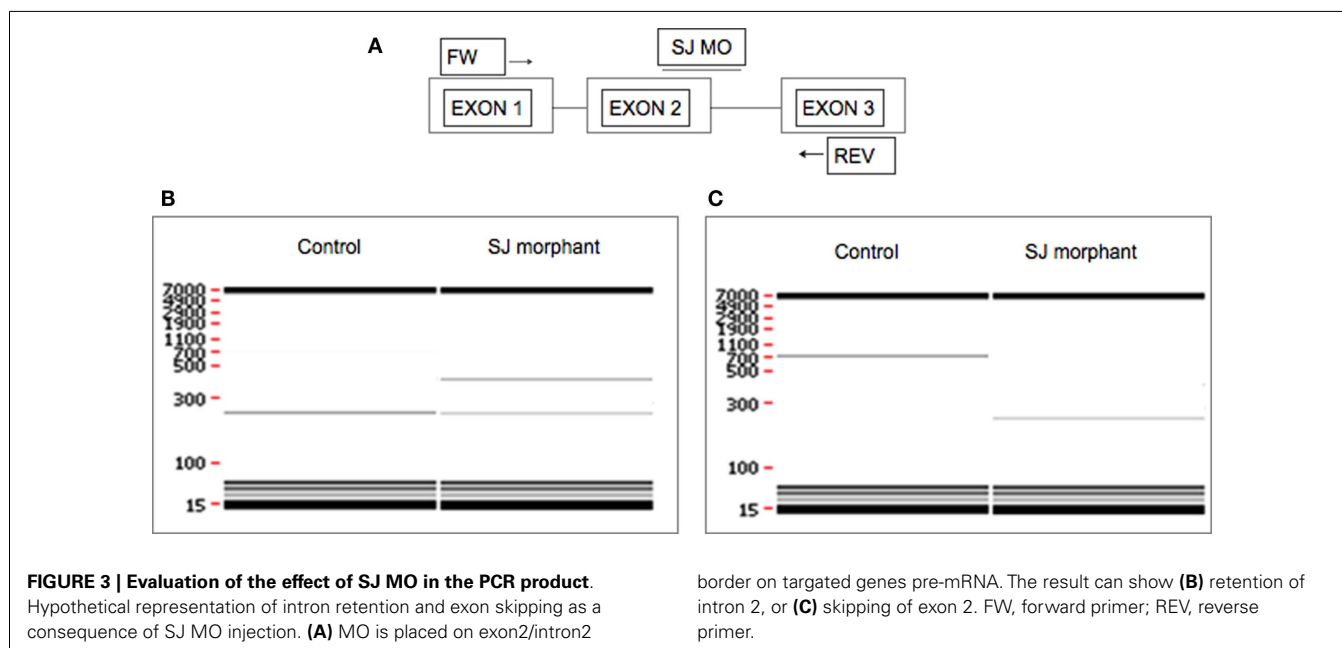 A
FW
SJ MO
EXON 1
EXON 2
EXON 3
REV
B
Control
SJ morphant
7000
4900
2900
1900
1100
700
500
300
100
15
C
Control
SJ morphant
7000
4900
2900
1900
1100
700
500
300
100
15
FIGURE 3 | Evaluation of the effect of SJ MO in the PCR product.
Hypothetical representation of intron retention and exon skipping as a
consequence of SJ MO injection. (A) MO is placed on exon2/intron2
border on targated genes pre-mRNA. The result can show (B) retention of
intron 2, or (C) skipping of exon 2. FW, forward primer; REV, reverse
primer.